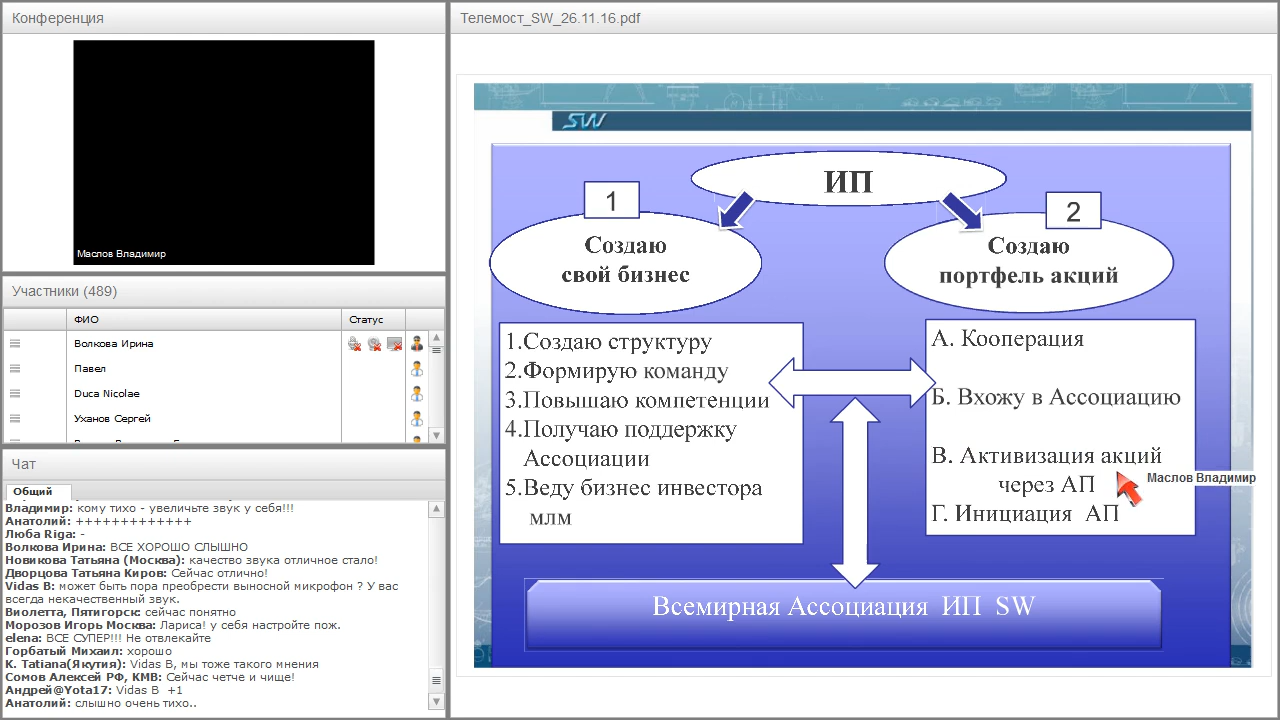 Конференция
Маслов Владимир
Участники (489)
ФИО
Статус
Волкова Ирина
Павел
Duca Nicolae
Уханов Сергей
Чат
Общий
Владимир: кому тихо - увеличьте звук у себя!!!
Анатолий: +++++++++++++
Люба Riga: -
Волкова Ирина: ВСЕ ХОРОШО СЛЫШНО
Новикова Татьяна (Москва): качество звука отличное стало!
Дворцова Татьяна Киров: Сейчас отлично!
Vidas B: может быть пора преобрести выносной микрофон ? У вас
всегда некачественный звук.
Виолетта, Пятигорск: сейчас понятно
Морозов Игорь Москва: Лариса! у себя настройте пож.
elena: ВСЕ СУПЕР!!! Не отвлекайте
Горбатый Михаил: хорошо
K. Tatiana(Якутия): Vidas B, мы тоже такого мнения
Сомов Алексей РФ, КМВ: Сейчас четче и чище!
Андрей@Yota17: Vidas B +1
Анатолий: слышно очень тихо..
Телемост_SW_26.11.16.pdf
SW
ИП
1
Создаю
свой бизнес
2
Создаю
портфель акций
1.Создаю структуру
2.Формирую команду
3.Повышаю компетенции
4.Получаю поддержку
Ассоциации
5.Веду бизнес инвестора
млм
А. Кооперация
Б. Вхожу в Ассоциацию
В. Активизация акций
через АП
Г. Инициация АП
Маслов Владимир
Всемирная Ассоциация ИП SW